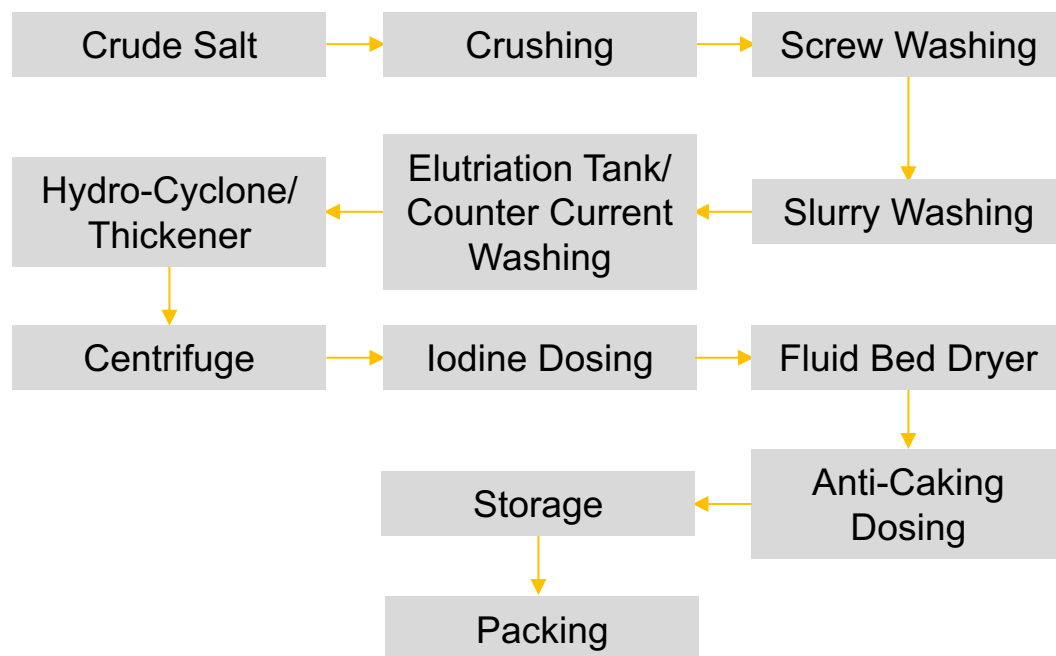 Crude Salt
Crushing
Screw Washing
Slurry Washing
Elutriation Tank/
Counter Current
Washing
Hydro-Cyclone/
Thickener
Centrifuge
Iodine Dosing
Fluid Bed Dryer
Anti-Caking
Dosing
Storage
Packing